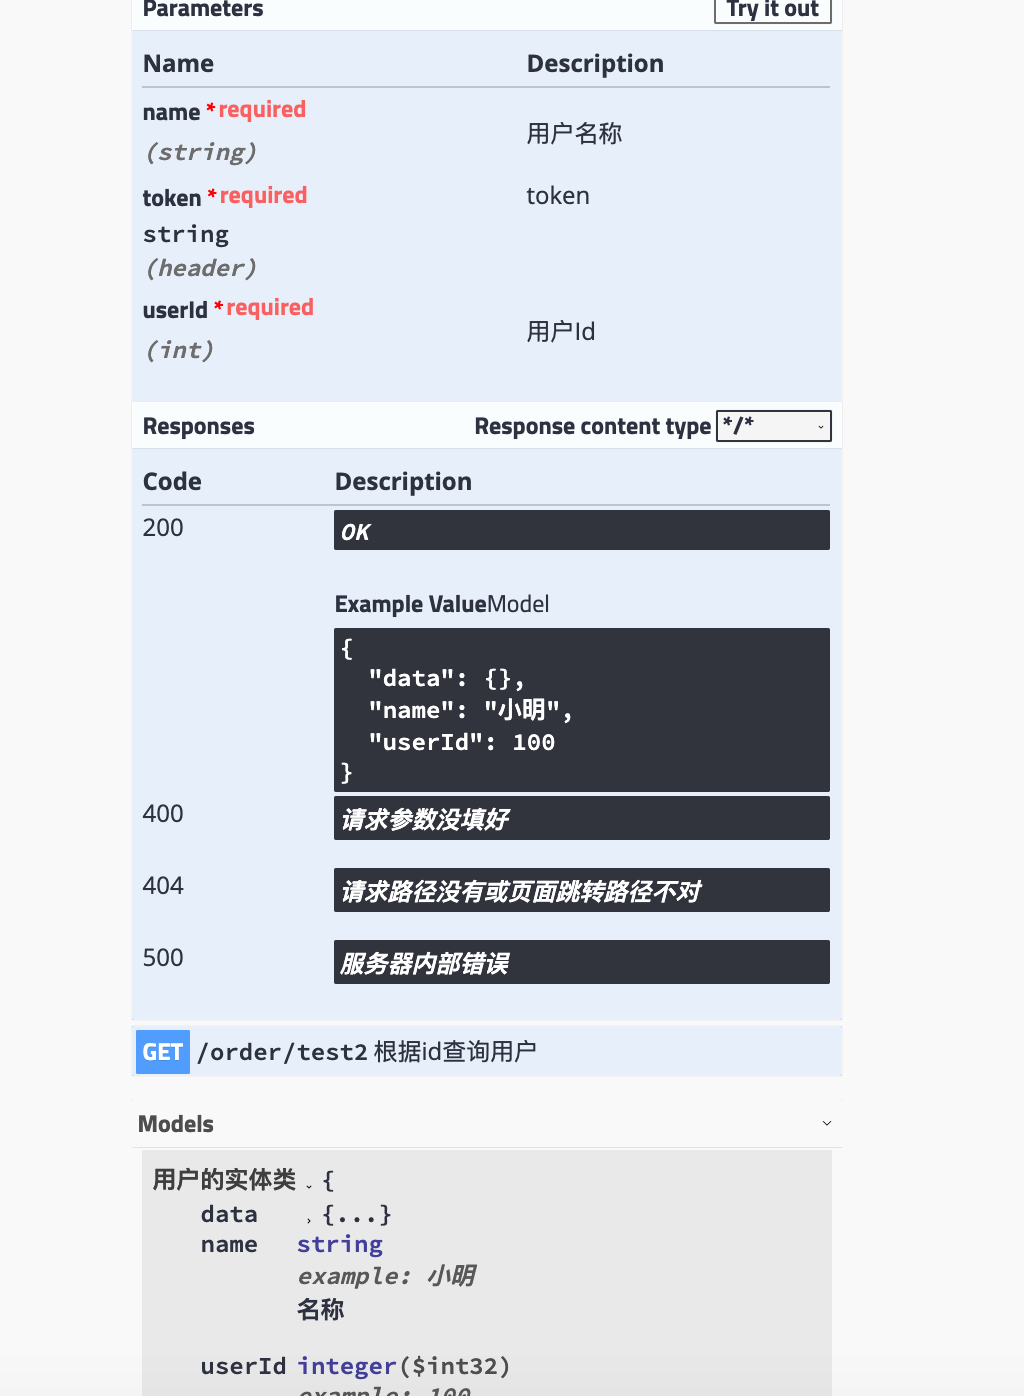 Parameters Try it out
Name Description
name * required
(string)
用户名称
token * required token
string
(header)
userId * required
(int)
用户Id
Responses Response content type */*
Code Description
200 OK
Example Value Model
{
"data": {},
"name": "小明",
"userId": 100
}
400 请求参数没填好
404 请求路径没有或页面跳转路径不对
500 服务器内部错误
GET /order/test2 根据id查询用户
Models
用户的实体类 {
data {...}
name string
example: 小明
名称
userId integer($int32)
example: 100